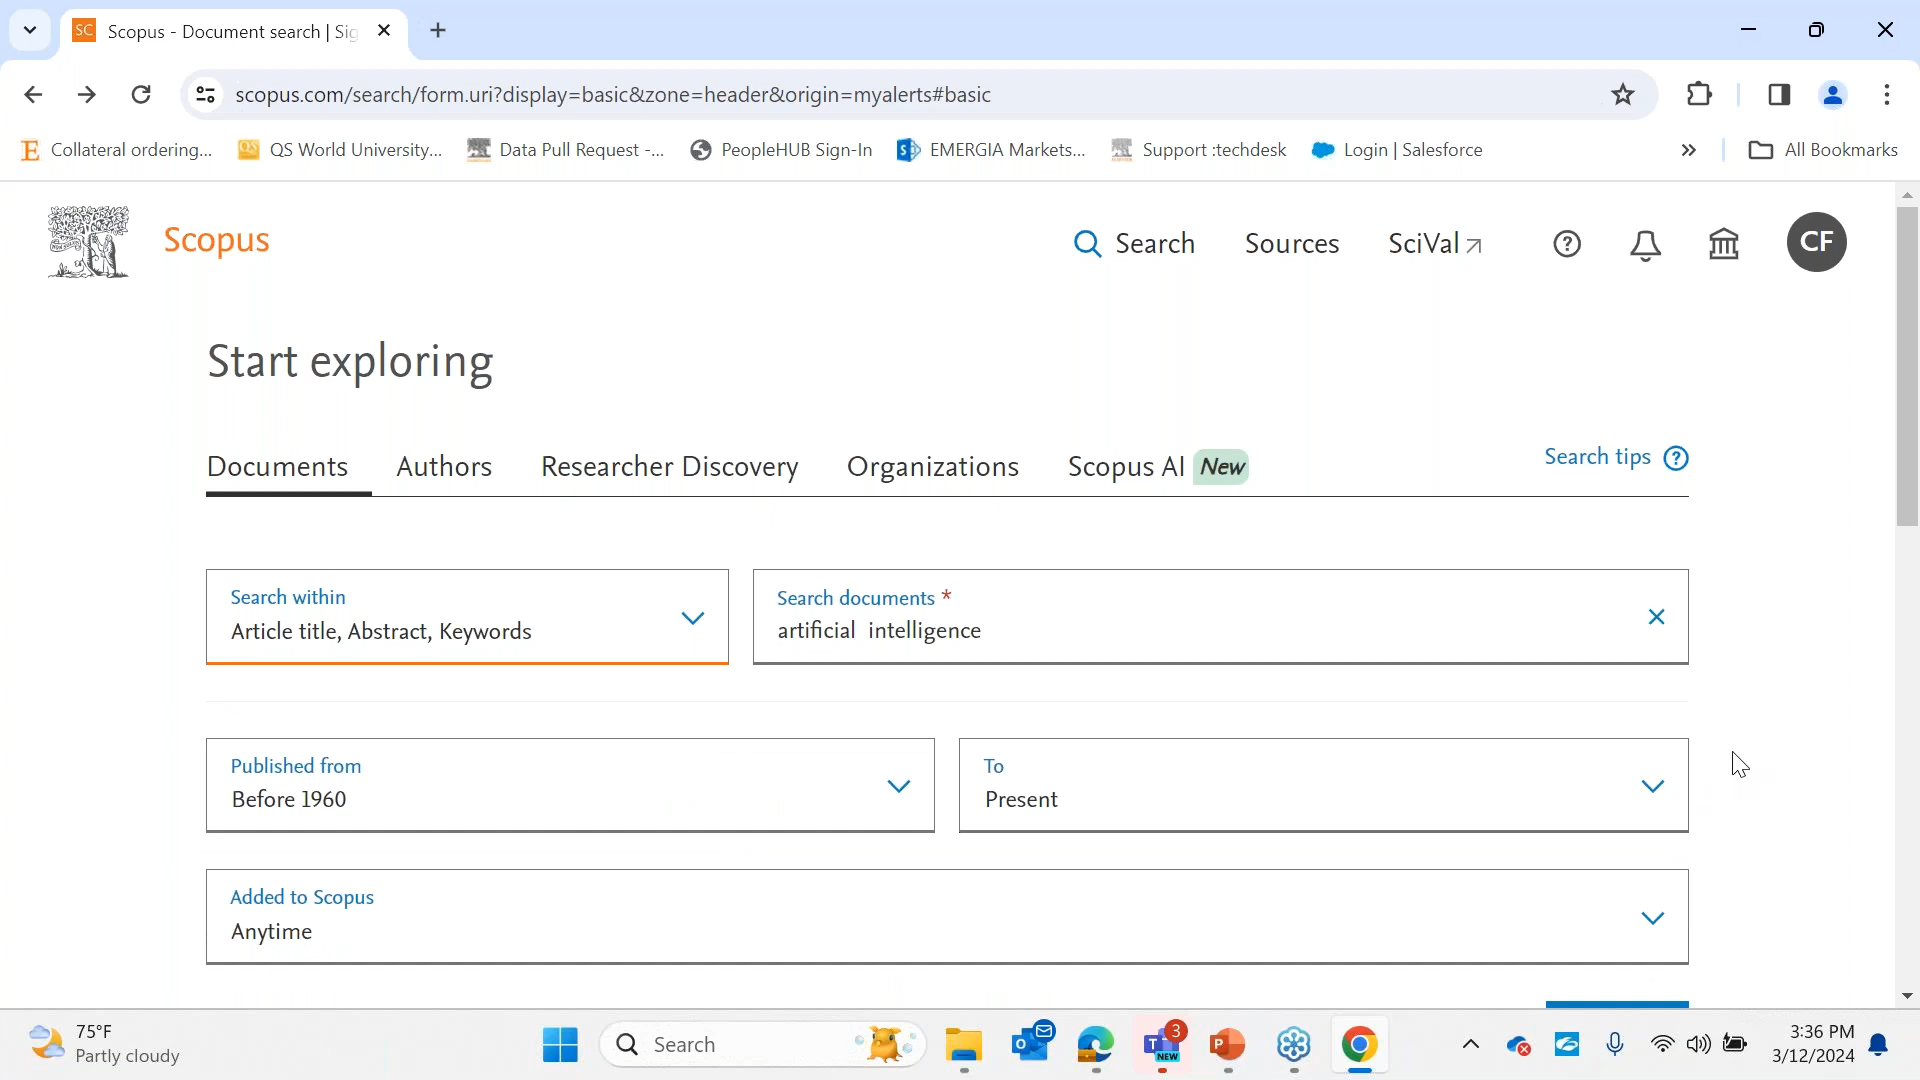 Scopus - Document search | Sig
scopus.com/search/form.uri?display=basic&zone=header&origin=myalerts#basic
Collateral ordering... QS World University... Data Pull Request -... PeopleHUB Sign-In EMERGIA Markets... Support :techdesk Login | Salesforce » All Bookmarks
Scopus
Search Sources SciVal CF
Start exploring
Documents Authors Researcher Discovery Organizations Scopus AI New
Search tips
Search within
Article title, Abstract, Keywords
Search documents *
artificial intelligence
Published from
Before 1960
To
Present
Added to Scopus
Anytime
75°F
Partly cloudy
Search
3
NEW
3:36 PM
3/12/2024